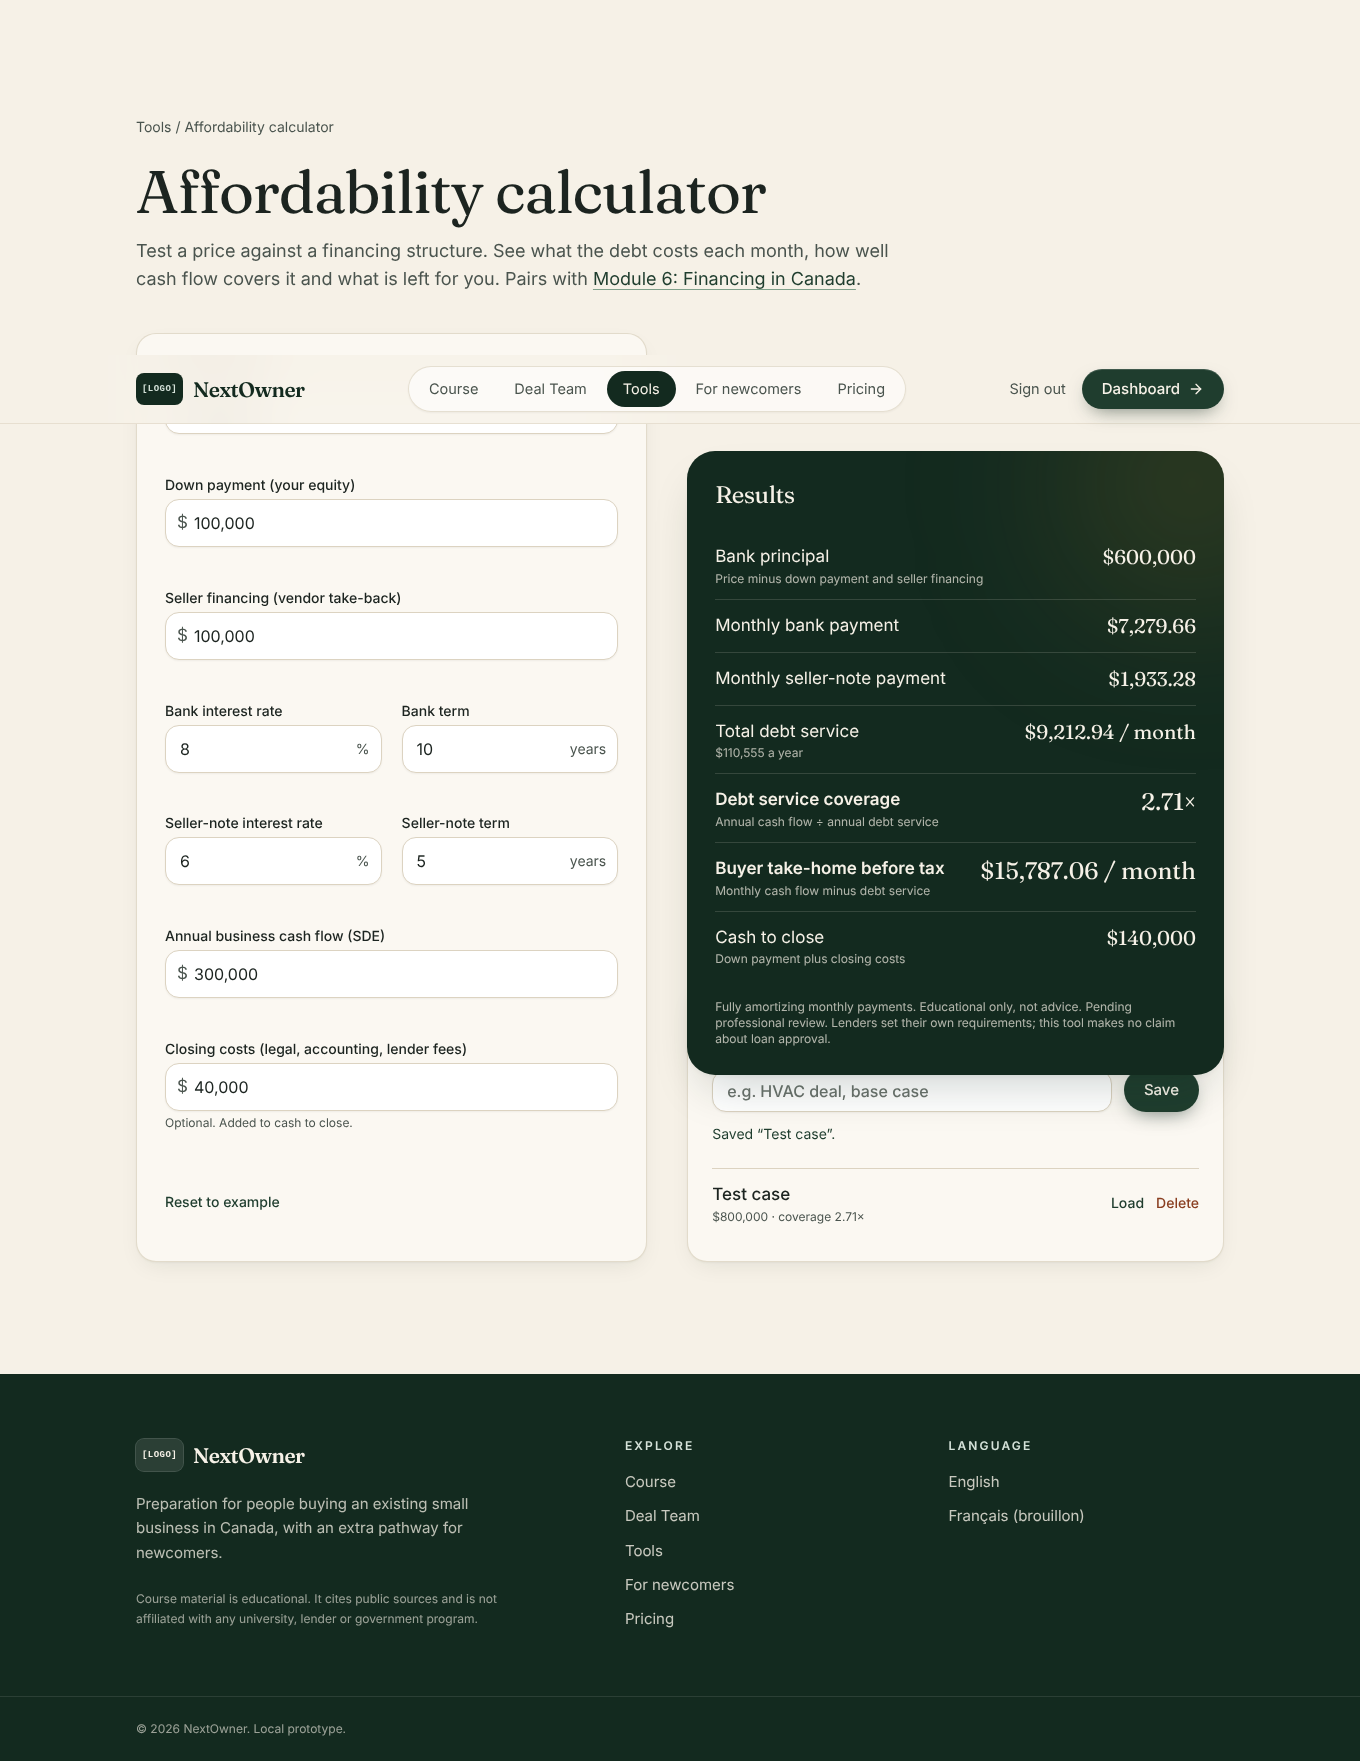 Tools / Affordability calculator
Affordability calculator
Test a price against a financing structure. See what the debt costs each month, how well
cash flow covers it and what is left for you. Pairs with Module 6: Financing in Canada.
[LOGO] NextOwner
Course
Deal Team
Tools
For newcomers
Pricing
Sign out
Dashboard →
Down payment (your equity)
$ 100,000
Seller financing (vendor take-back)
$ 100,000
Bank interest rate
8 %
Bank term
10 years
Seller-note interest rate
6 %
Seller-note term
5 years
Annual business cash flow (SDE)
$ 300,000
Closing costs (legal, accounting, lender fees)
$ 40,000
Optional. Added to cash to close.
Reset to example
Results
Bank principal $600,000
Price minus down payment and seller financing
Monthly bank payment $7,279.66
Monthly seller-note payment $1,933.28
Total debt service $9,212.94 / month
$110,555 a year
Debt service coverage 2.71×
Annual cash flow ÷ annual debt service
Buyer take-home before tax $15,787.06 / month
Monthly cash flow minus debt service
Cash to close $140,000
Down payment plus closing costs
Fully amortizing monthly payments. Educational only, not advice. Pending
professional review. Lenders set their own requirements; this tool makes no claim
about loan approval.
e.g. HVAC deal, base case
Save
Saved “Test case”.
Test case
$800,000 · coverage 2.71×
Load Delete
[LOGO] NextOwner
Preparation for people buying an existing small
business in Canada, with an extra pathway for
newcomers.
Course material is educational. It cites public sources and is not
affiliated with any university, lender or government program.
EXPLORE
Course
Deal Team
Tools
For newcomers
Pricing
LANGUAGE
English
Français (brouillon)
© 2026 NextOwner. Local prototype.